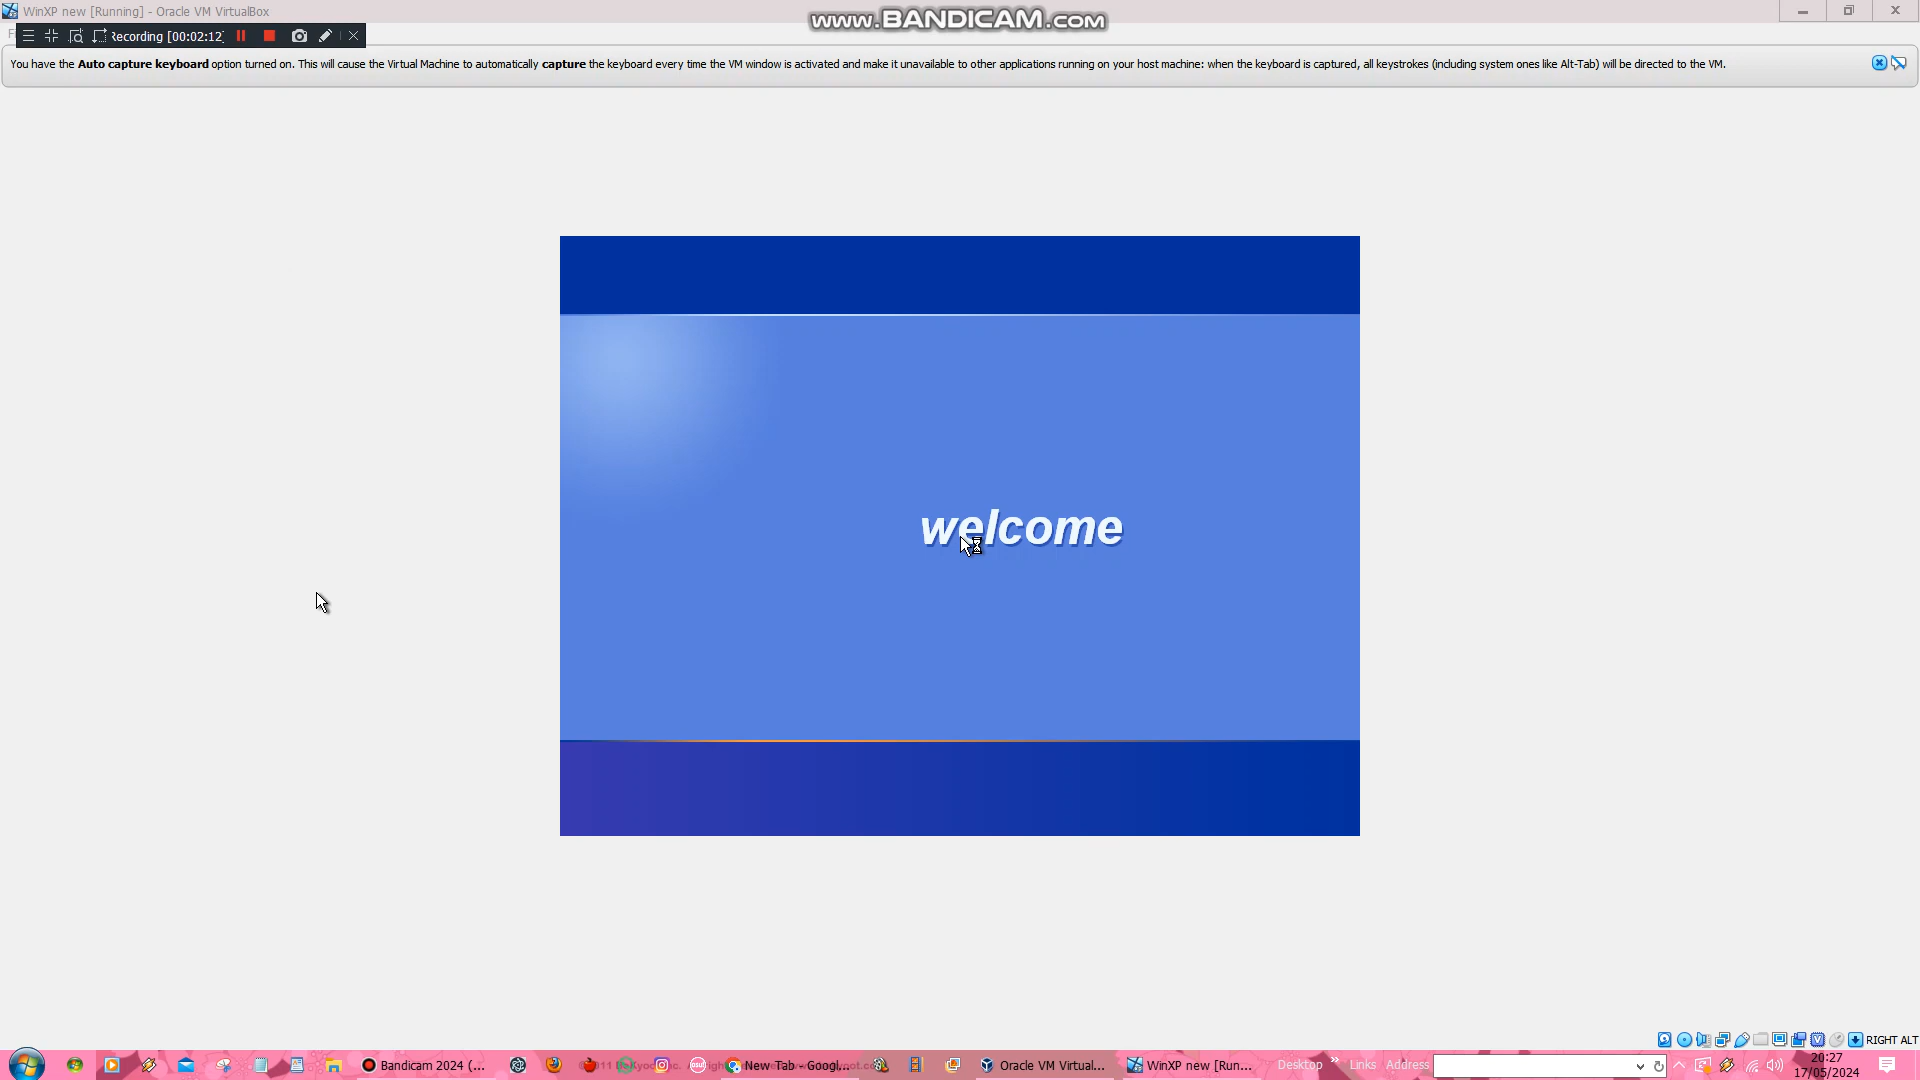 WinXP new [Running] - Oracle VM VirtualBox
www.BANDICAM.com
Recording [00:02:12]
You have the Auto capture keyboard option turned on. This will cause the Virtual Machine to automatically capture the keyboard every time the VM window is activated and make it unavailable to other applications running on your host machine: when the keyboard is captured, all keystrokes (including system ones like Alt-Tab) will be directed to the VM.
welcome
RIGHT ALT
Bandicam 2024 (...
New Tab - Googl...
Oracle VM Virtual...
WinXP new [Run...
Desktop
Links
Address
20:27
17/05/2024